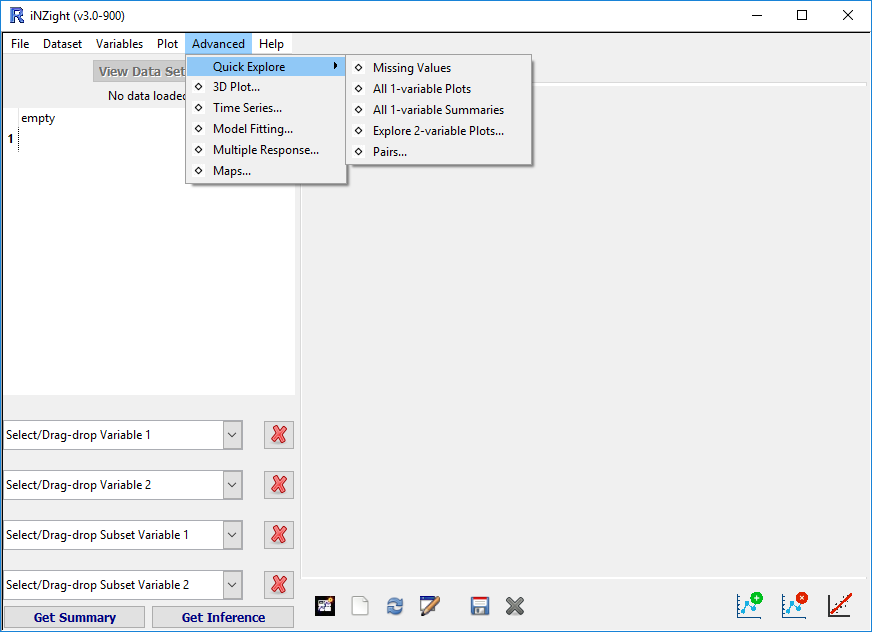 iNZight (v3.0-900)
File Dataset Variables Plot Advanced Help
View Data Set
No data loaded
empty
1
Quick Explore
3D Plot...
Time Series...
Model Fitting...
Multiple Response...
Maps...
Missing Values
All 1-variable Plots
All 1-variable Summaries
Explore 2-variable Plots...
Pairs...
Select/Drag-drop Variable 1
Select/Drag-drop Variable 2
Select/Drag-drop Subset Variable 1
Select/Drag-drop Subset Variable 2
Get Summary Get Inference